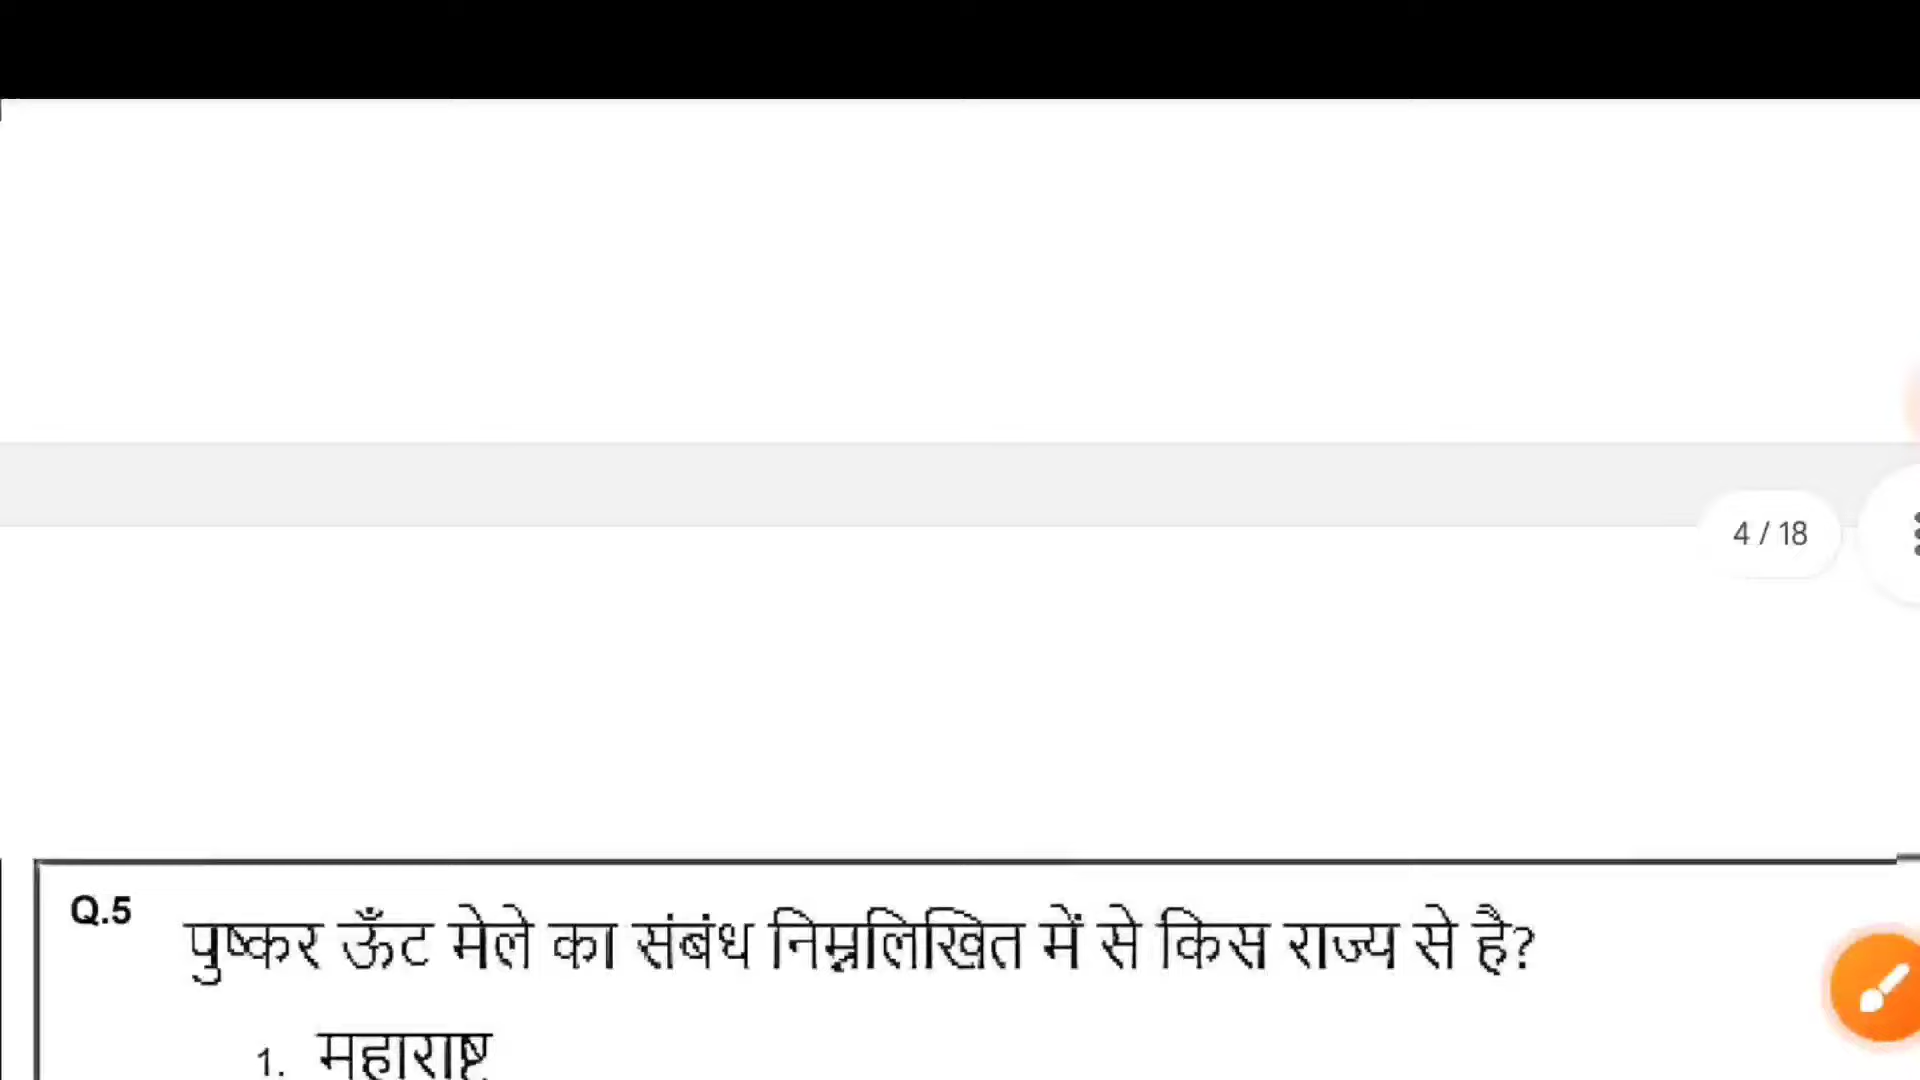 4 / 18
Q.5 पुष्कर ऊँट मेले का संबंध निम्नलिखित में से किस राज्य से है?
1. महाराष्ट्र